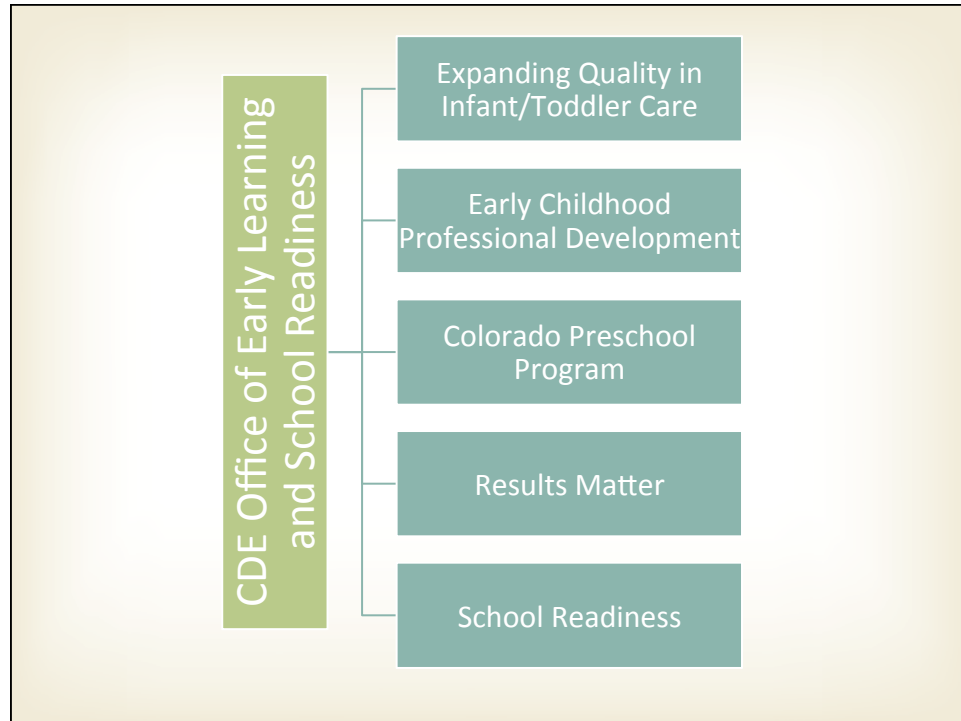 CDE Office of Early Learning
and School Readiness
Expanding Quality in
Infant/Toddler Care
Early Childhood
Professional Development
Colorado Preschool
Program
Results Matter
School Readiness